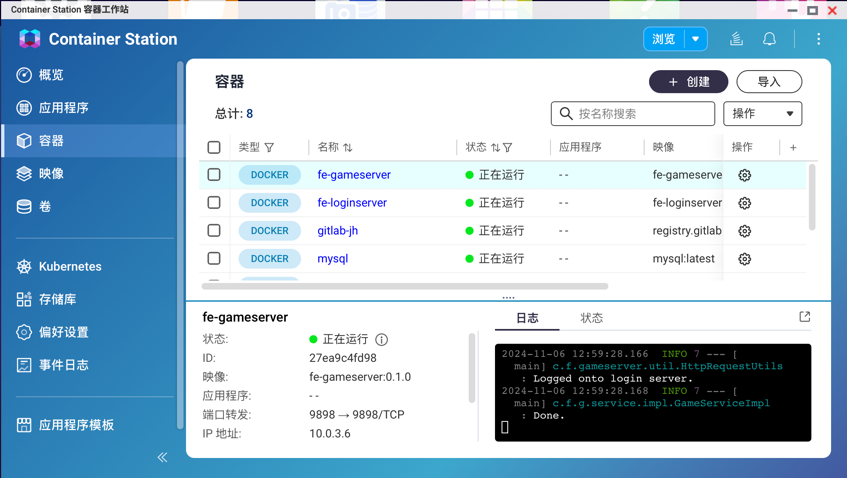 Container Station 容器工作站
Container Station
浏览
概览
应用程序
容器
映像
卷
Kubernetes
存储库
偏好设置
事件日志
应用程序模板
容器
+ 创建
导入
总计: 8
按名称搜索
操作
类型 名称 状态 应用程序 映像 操作 +
DOCKER fe-gameserver 正在运行 - - fe-gameserve
DOCKER fe-loginserver 正在运行 - - fe-loginserver
DOCKER gitlab-jh 正在运行 - - registry.gitlab
DOCKER mysql 正在运行 - - mysql:latest
fe-gameserver
状态: 正在运行
ID: 27ea9c4fd98
映像: fe-gameserver:0.1.0
应用程序: - -
端口转发: 9898 → 9898/TCP
IP 地址: 10.0.3.6
日志 状态
2024-11-06 12:59:28.166 INFO 7 --- [
main] c.f.gameserver.util.HttpRequestUtils
: Logged onto login server.
2024-11-06 12:59:28.168 INFO 7 --- [
main] c.f.g.service.impl.GameServiceImpl
: Done.